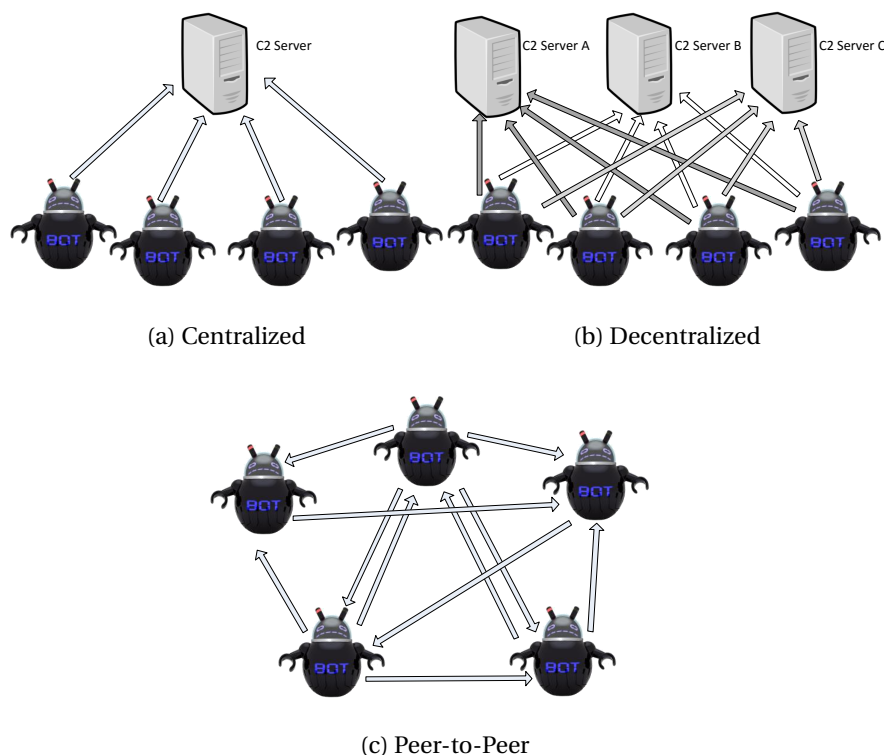 C2 Server
C2 Server A
C2 Server B
C2 Server C
BOT
BOT
BOT
BOT
BOT
BOT
BOT
BOT
(a) Centralized
(b) Decentralized
BOT
BOT
BOT
BOT
BOT
(c) Peer-to-Peer